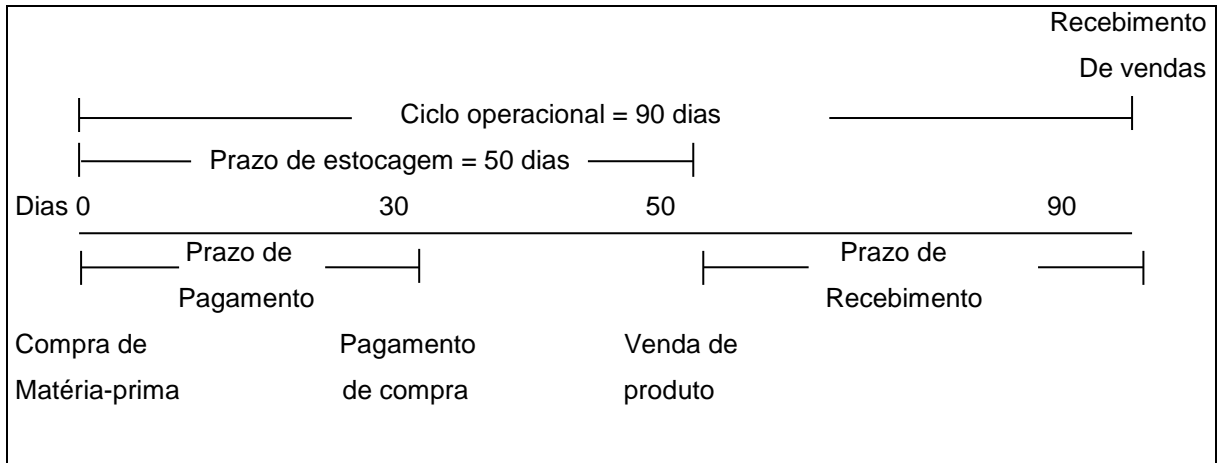 Recebimento
De vendas
Ciclo operacional = 90 dias
Prazo de estocagem = 50 dias
Dias 0 30 50 90
Prazo de Prazo de
Pagamento Recebimento
Compra de Pagamento Venda de
Matéria-prima de compra produto